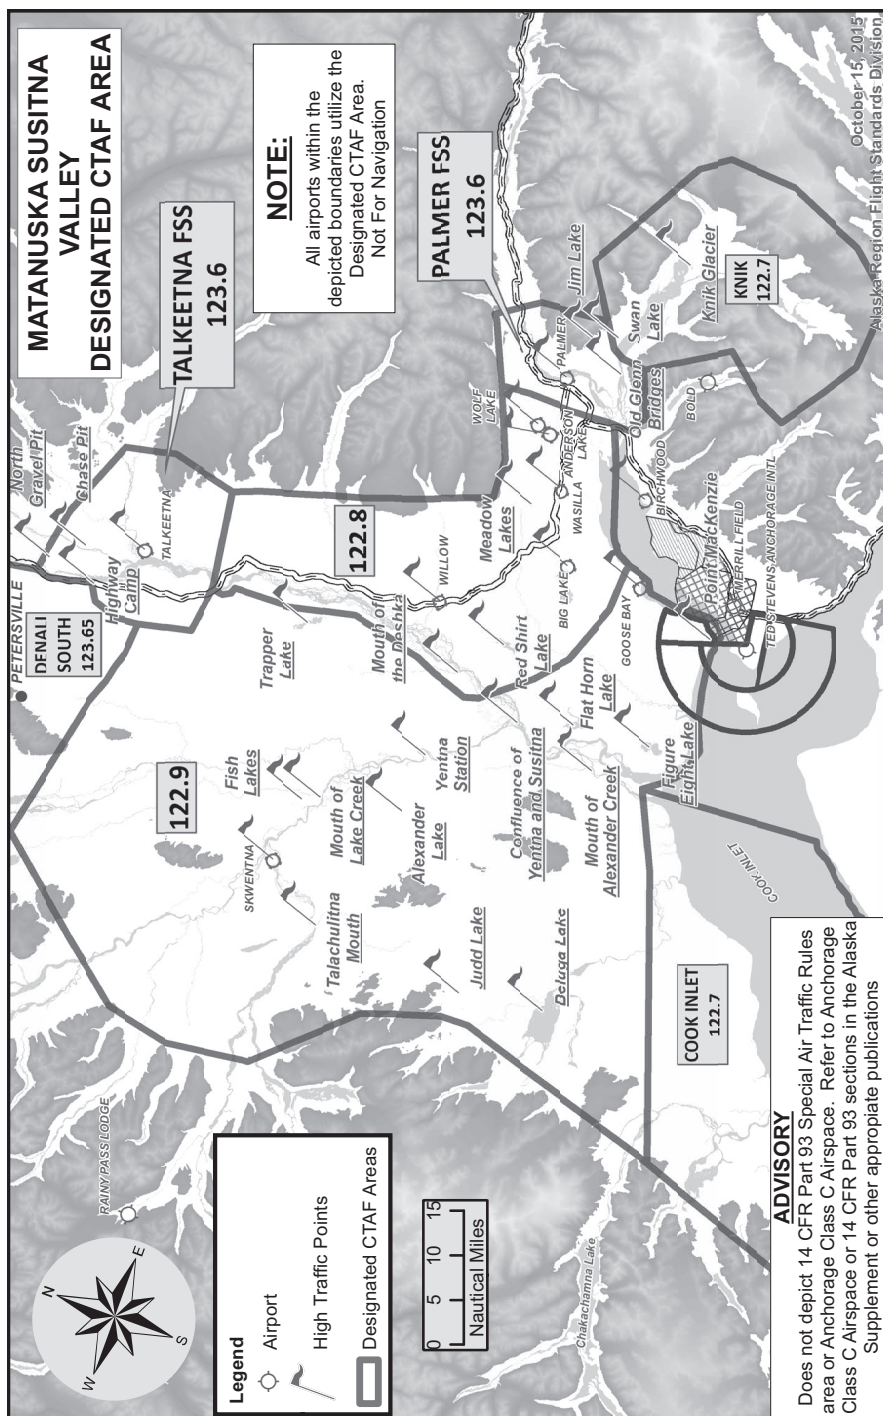 MATANUSKA SUSITNA
VALLEY
DESIGNATED CTAF AREA
TALKEETNA FSS
123.6
NOTE:
All airports within the
depicted boundaries utilize the
Designated CTAF Area.
Not For Navigation
PALMER FSS
123.6
North
Gravel Pit
Chase Pit
PETERSVILLE
DENALI
SOUTH
123.65
Highway
Camp
TALKEETNA
122.8
WOLF
LAKE
PALMER
Jim Lake
Swan
Lake
Knik Glacier
KNIK
122.7
Old Glenn
Bridges
BOLD
ANDERSON
LAKE
WASILLA
Meadow
Lakes
WILLOW
BIG LAKE
BIRCHWOOD
Point MacKenzie
MERRILL FIELD
TED STEVENS ANCHORAGE INTL
GOOSE BAY
Trapper
Lake
Mouth of
the Deshka
Red Shirt
Lake
Flat Horn
Lake
Figure
Eight Lake
122.9
Fish
Lakes
Mouth of
Lake Creek
Yentna
Station
Alexander
Lake
Confluence of
Yentna and Susitna
Mouth of
Alexander Creek
SKWENTNA
Talachulitna
Mouth
Judd Lake
Deluga Lake
COOK INLET
COOK INLET
122.7
RAINY PASS LODGE
Chakachamna Lake
N
E
S
W
Legend
Airport
High Traffic Points
Designated CTAF Areas
0 5 10 15
Nautical Miles
ADVISORY
Does not depict 14 CFR Part 93 Special Air Traffic Rules
area or Anchorage Class C Airspace. Refer to Anchorage
Class C Airspace or 14 CFR Part 93 sections in the Alaska
Supplement or other appropiate publications
October 15, 2015
Alaska Region Flight Standards Division